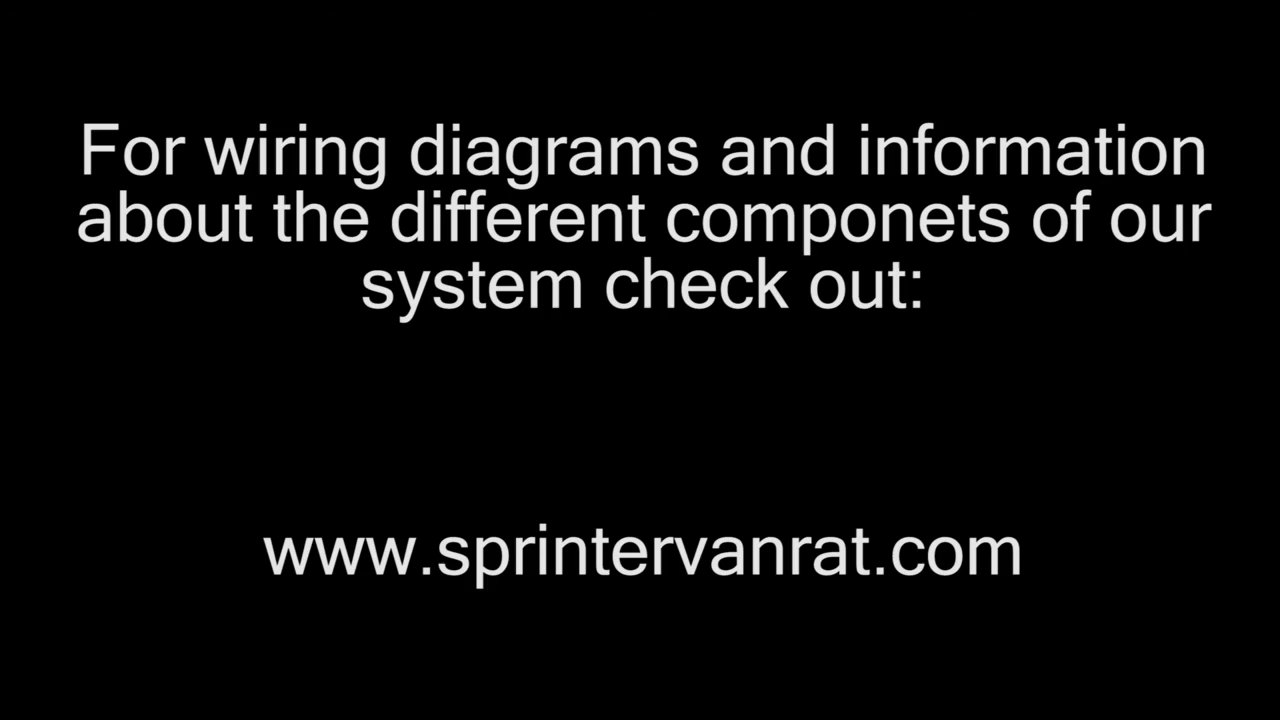 For wiring diagrams and information
about the different componets of our
system check out:
www.sprintervanrat.com